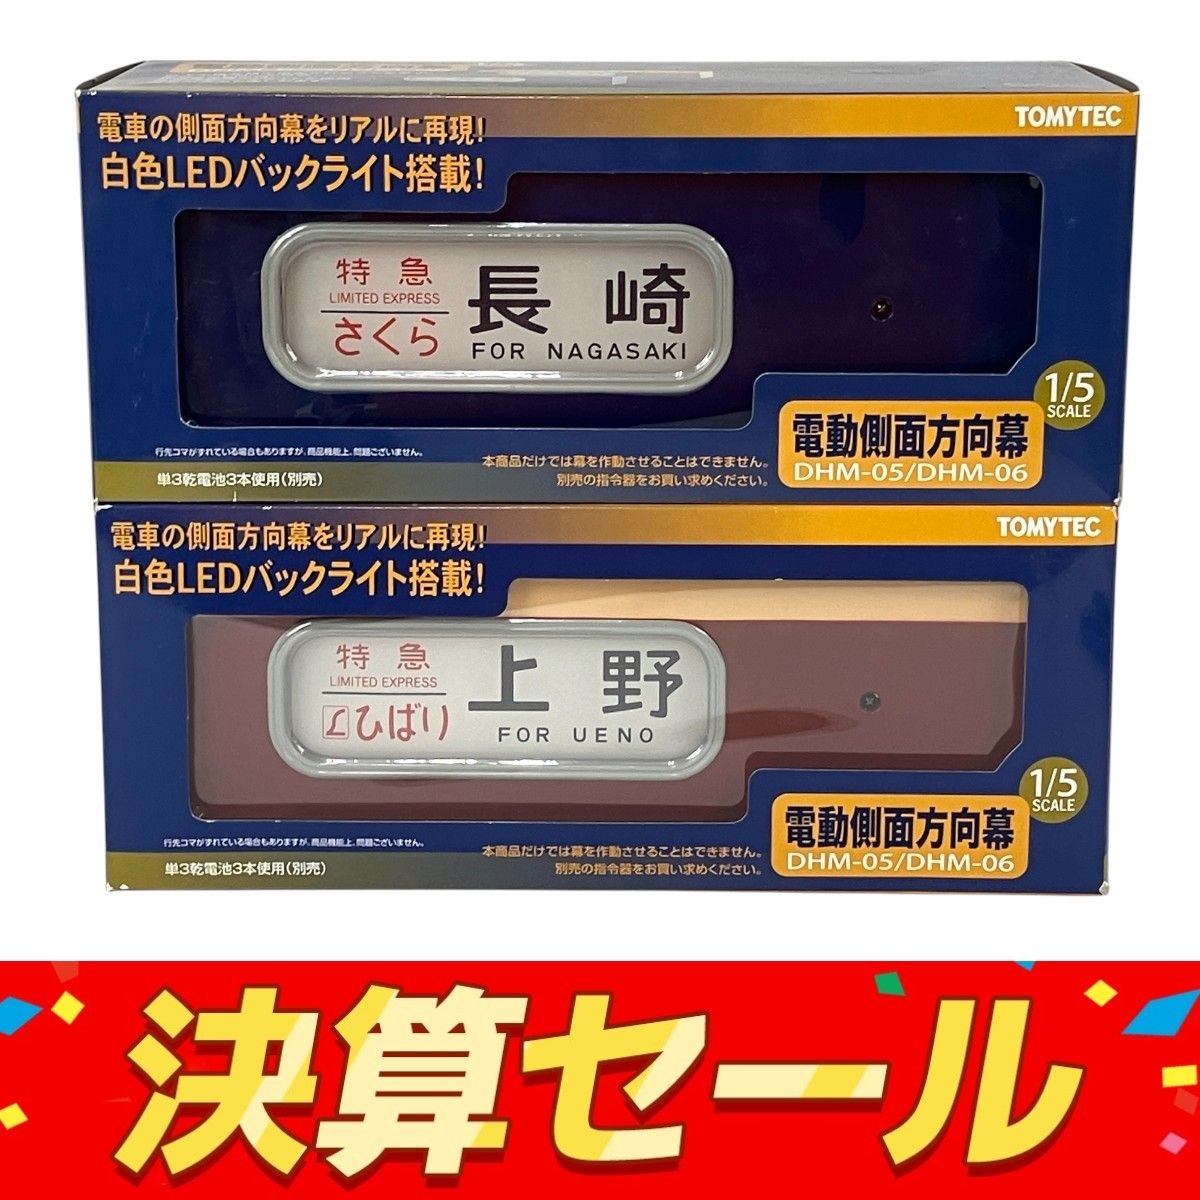 電車の側面方向幕をリアルに再現!
TOMYTEC
白色LEDバックライト搭載!
特急
LIMITED EXPRESS
さくら
長崎
FOR NAGASAKI
1/5
SCALE
電動側面方向幕
DHM-05/DHM-06
行先コマがずれている場合もありますが、商品機能上、問題ございません。
単3乾電池3本使用(別売)
本商品だけでは幕を作動させることはできません。
別売の指令器をお買い求めください。
電車の側面方向幕をリアルに再現!
TOMYTEC
白色LEDバックライト搭載!
特急
LIMITED EXPRESS
ひばり
上野
FOR UENO
1/5
SCALE
電動側面方向幕
DHM-05/DHM-06
行先コマがずれている場合もありますが、商品機能上、問題ございません。
単3乾電池3本使用(別売)
本商品だけでは幕を作動させることはできません。
別売の指令器をお買い求めください。
決算セール